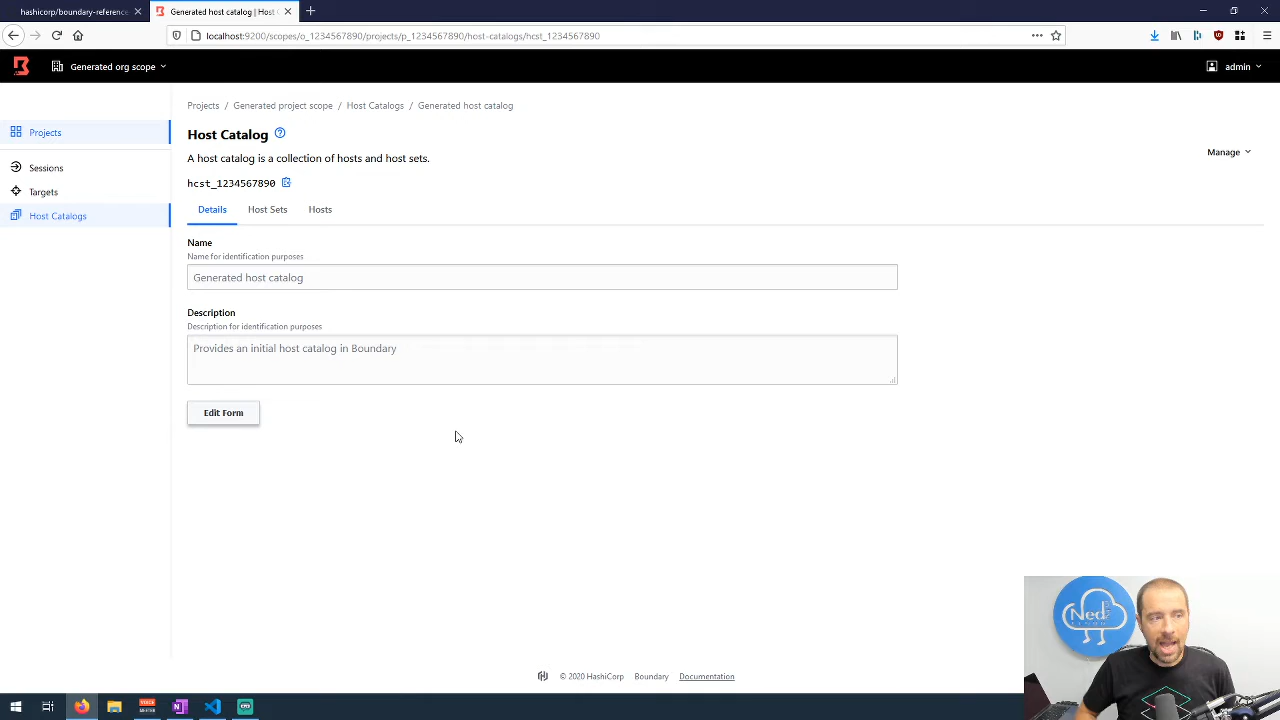 hashicorp/boundary-reference-
Generated host catalog | Host
localhost:9200/scopes/o_1234567890/projects/p_1234567890/host-catalogs/hcst_1234567890
Generated org scope
admin
Projects / Generated project scope / Host Catalogs / Generated host catalog
Projects
Host Catalog
Manage
A host catalog is a collection of hosts and host sets.
Sessions
hcst_1234567890
Targets
Host Catalogs
Details
Host Sets
Hosts
Name
Name for identification purposes
Generated host catalog
Description
Description for identification purposes
Provides an initial host catalog in Boundary
Edit Form
© 2020 HashiCorp
Boundary
Documentation
Ned